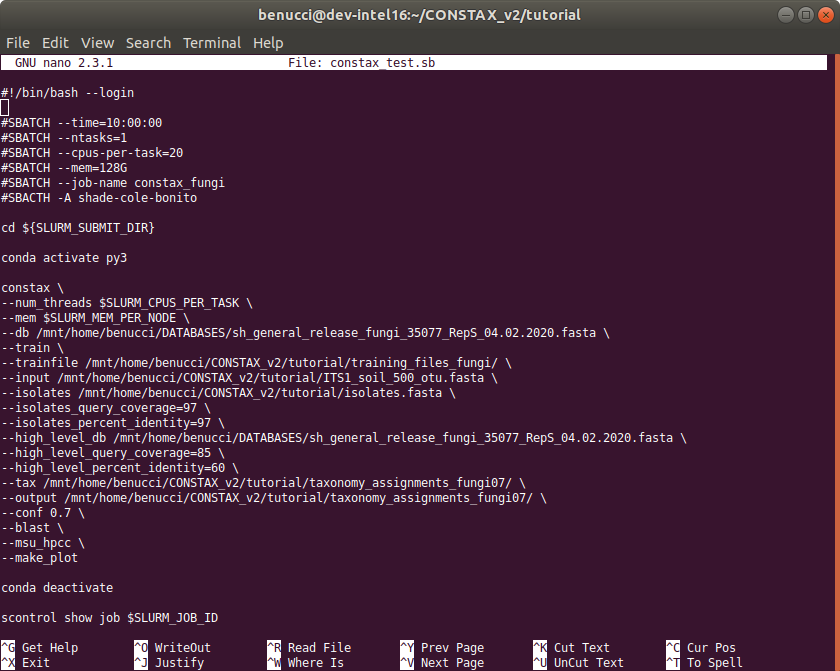 benucci@dev-intel16:~/CONSTAX_v2/tutorial
File Edit View Search Terminal Help
GNU nano 2.3.1 File: constax_test.sb
#!/bin/bash --login
#SBATCH --time=10:00:00
#SBATCH --ntasks=1
#SBATCH --cpus-per-task=20
#SBATCH --mem=128G
#SBATCH --job-name constax_fungi
#SBACTH -A shade-cole-bonito
cd ${SLURM_SUBMIT_DIR}
conda activate py3
constax \
--num_threads $SLURM_CPUS_PER_TASK \
--mem $SLURM_MEM_PER_NODE \
--db /mnt/home/benucci/DATABASES/sh_general_release_fungi_35077_RepS_04.02.2020.fasta \
--train \
--trainfile /mnt/home/benucci/CONSTAX_v2/tutorial/training_files_fungi/ \
--input /mnt/home/benucci/CONSTAX_v2/tutorial/ITS1_soil_500_otu.fasta \
--isolates /mnt/home/benucci/CONSTAX_v2/tutorial/isolates.fasta \
--isolates_query_coverage=97 \
--isolates_percent_identity=97 \
--high_level_db /mnt/home/benucci/DATABASES/sh_general_release_fungi_35077_RepS_04.02.2020.fasta \
--high_level_query_coverage=85 \
--high_level_percent_identity=60 \
--tax /mnt/home/benucci/CONSTAX_v2/tutorial/taxonomy_assignments_fungi07/ \
--output /mnt/home/benucci/CONSTAX_v2/tutorial/taxonomy_assignments_fungi07/ \
--conf 0.7 \
--blast \
--msu_hpcc \
--make_plot
conda deactivate
scontrol show job $SLURM_JOB_ID
^G Get Help ^O WriteOut ^R Read File ^Y Prev Page ^K Cut Text ^C Cur Pos
^X Exit ^J Justify ^W Where Is ^V Next Page ^U UnCut Text ^T To Spell